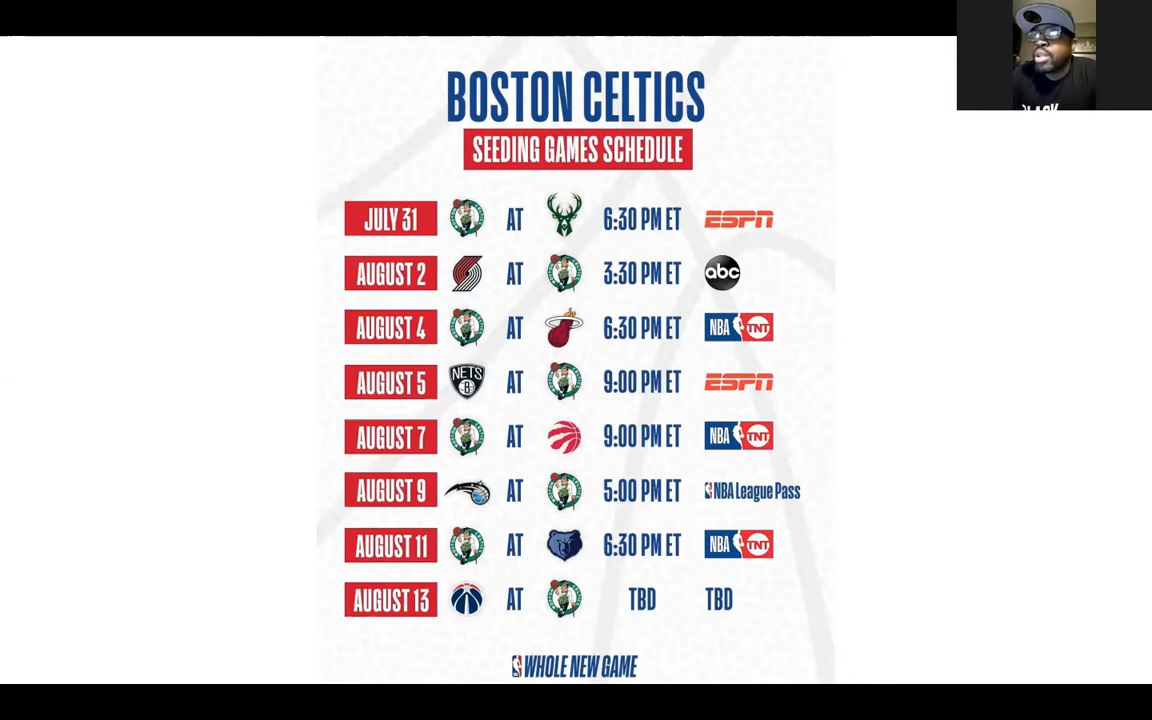 BOSTON CELTICS
SEEDING GAMES SCHEDULE
JULY 31 AT 6:30 PM ET ESPN
AUGUST 2 AT 3:30 PM ET abc
AUGUST 4 AT 6:30 PM ET NBA TNT
AUGUST 5 NETS B AT 9:00 PM ET ESPN
AUGUST 7 AT 9:00 PM ET NBA TNT
AUGUST 9 AT 5:00 PM ET NBA League Pass
AUGUST 11 AT 6:30 PM ET NBA TNT
AUGUST 13 AT TBD TBD
WHOLE NEW GAME